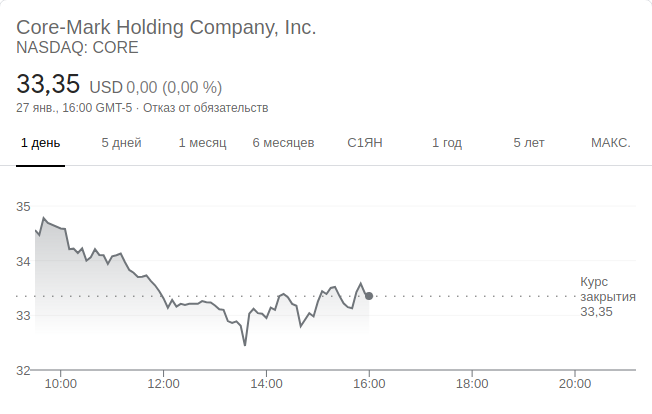 Core-Mark Holding Company, Inc.
NASDAQ: CORE
33,35 USD 0,00 (0,00 %)
27 янв., 16:00 GMT-5 · Отказ от обязательств
1 день 5 дней 1 месяц 6 месяцев С1ЯН 1 год 5 лет МАКС.
35
34
Курс
закрытия
33,35
33
32
10:00 12:00 14:00 16:00 18:00 20:00